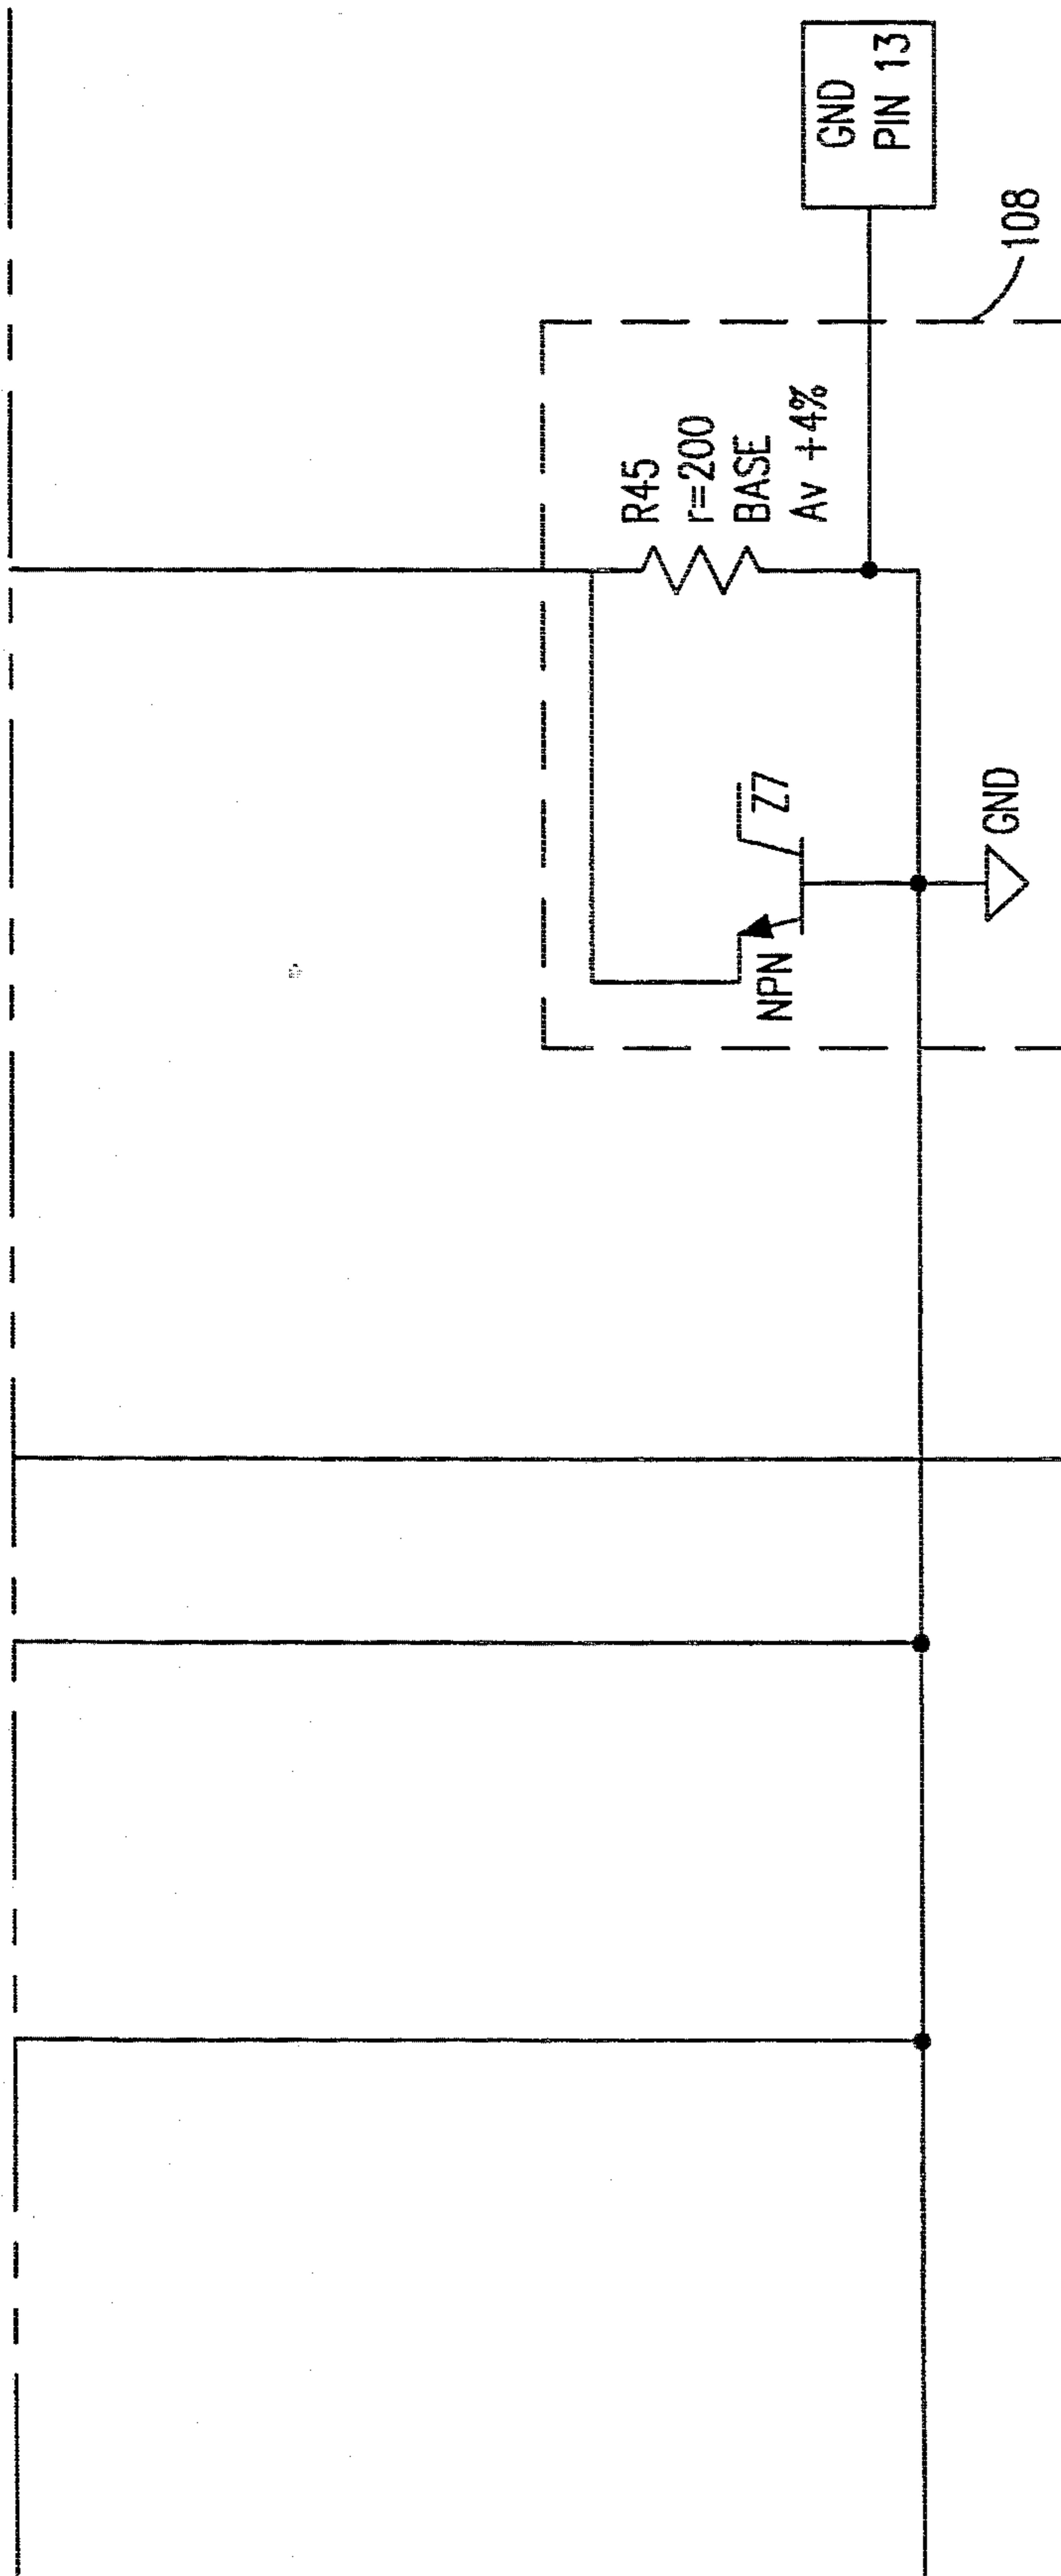 GND
PIN 13
108
R45
r=200
BASE
Av +4%
Z7
NPN
GND